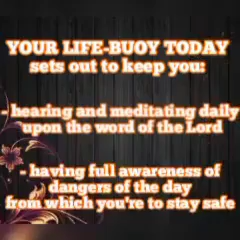 YOUR LIFE-BUOY TODAY
sets out to keep you:
- hearing and meditating daily
upon the word of the Lord
- having full awareness of
dangers of the day
from which you're to stay safe